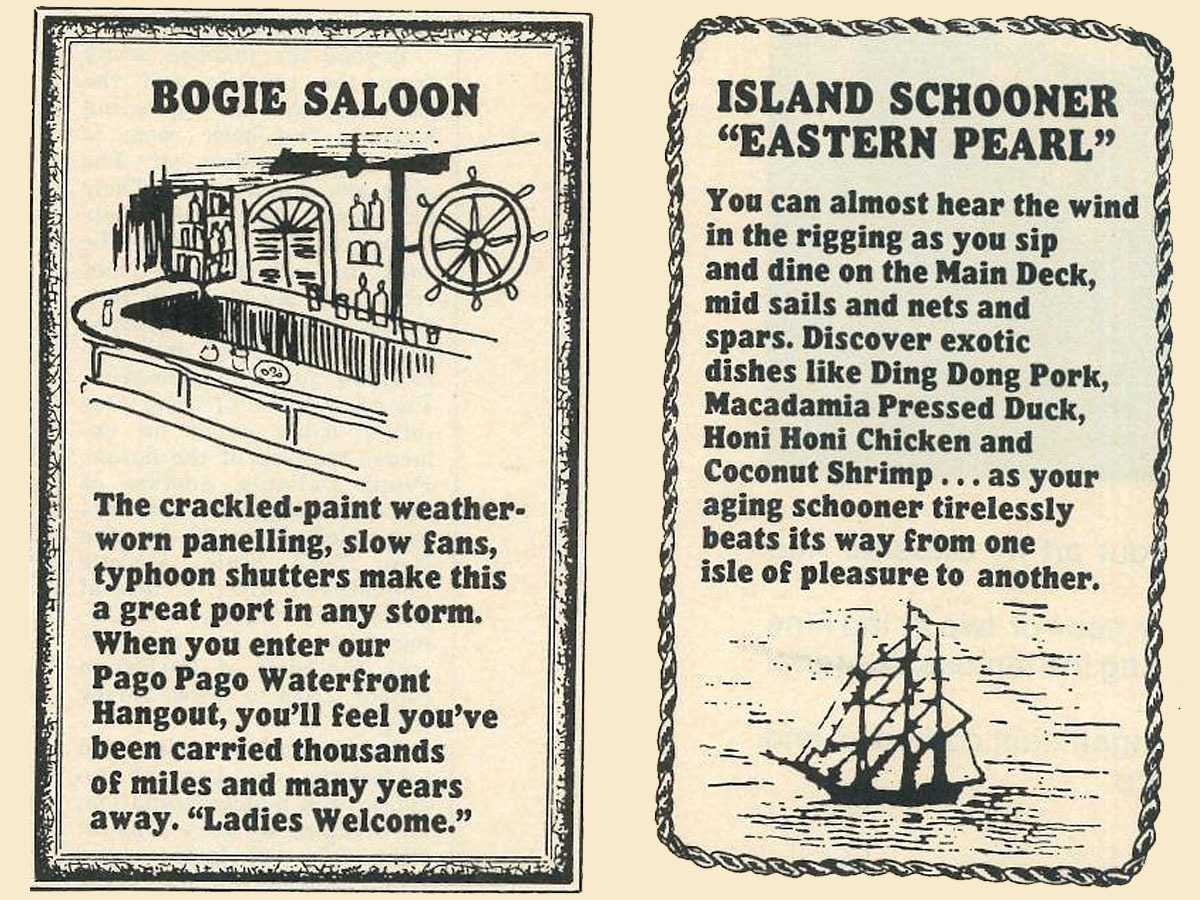 BOGIE SALOON
The crackled-paint weather-
worn panelling, slow fans,
typhoon shutters make this
a great port in any storm.
When you enter our
Pago Pago Waterfront
Hangout, you'll feel you've
been carried thousands
of miles and many years
away. “Ladies Welcome.”
ISLAND SCHOONER
“EASTERN PEARL”
You can almost hear the wind
in the rigging as you sip
and dine on the Main Deck,
mid sails and nets and
spars. Discover exotic
dishes like Ding Dong Pork,
Macadamia Pressed Duck,
Honi Honi Chicken and
Coconut Shrimp . . . as your
aging schooner tirelessly
beats its way from one
isle of pleasure to another.